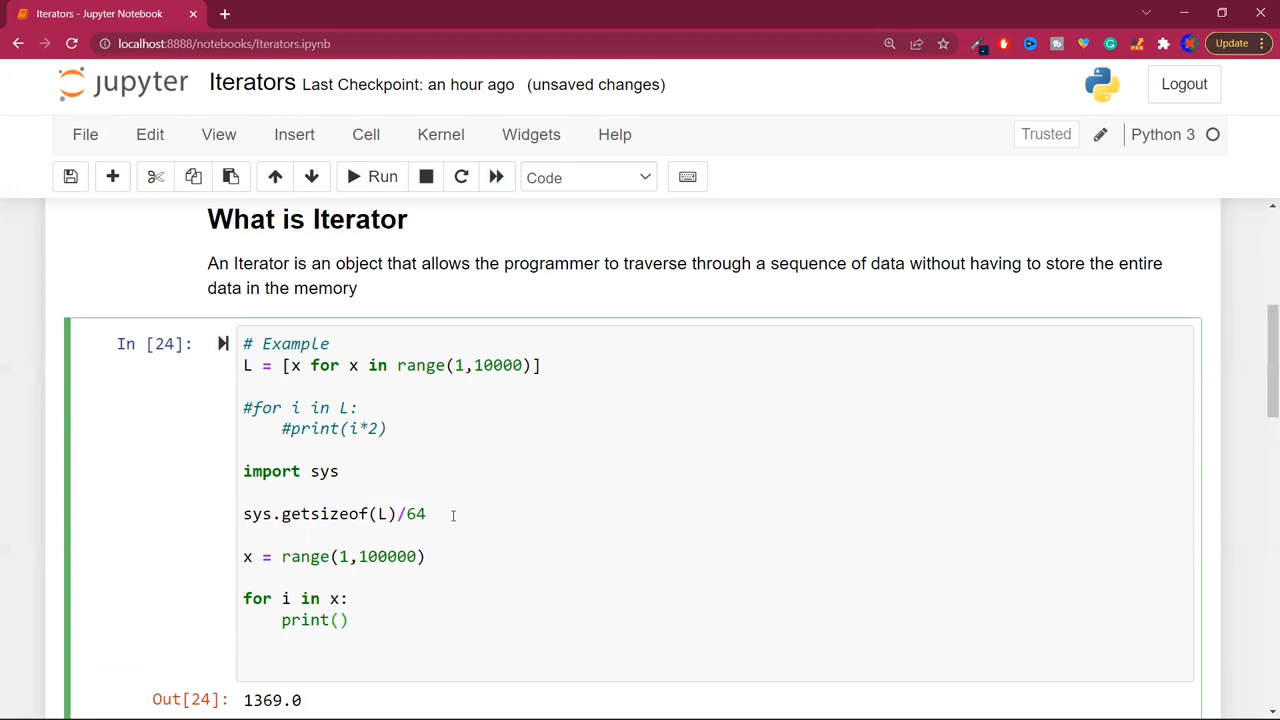 Iterators - Jupyter Notebook
localhost:8888/notebooks/Iterators.ipynb
Update
jupyter Iterators Last Checkpoint: an hour ago (unsaved changes)
Logout
File Edit View Insert Cell Kernel Widgets Help
Trusted Python 3
Run Code
What is Iterator
An Iterator is an object that allows the programmer to traverse through a sequence of data without having to store the entire
data in the memory
In [24]:
# Example
L = [x for x in range(1,10000)]
#for i in L:
#print(i*2)
import sys
sys.getsizeof(L)/64
x = range(1,100000)
for i in x:
print()
Out[24]: 1369.0